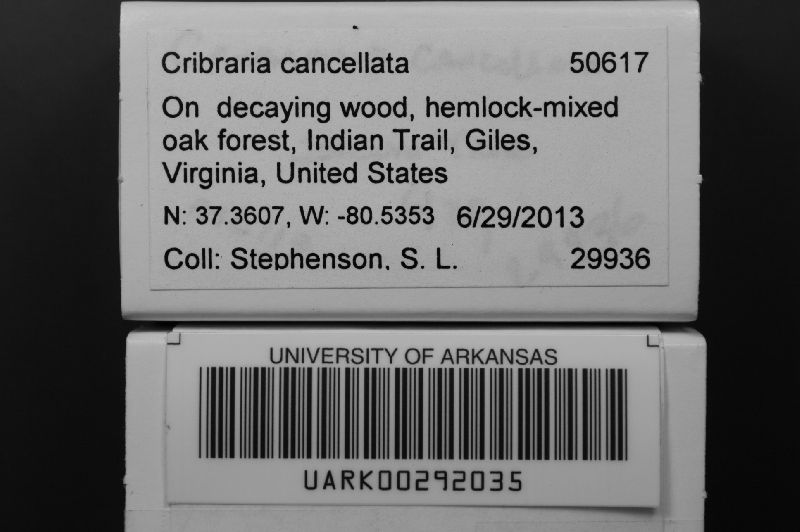 Cribraria cancellata 50617
On decaying wood, hemlock-mixed
oak forest, Indian Trail, Giles,
Virginia, United States
N: 37.3607, W: -80.5353 6/29/2013
Coll: Stephenson, S. L. 29936
UNIVERSITY OF ARKANSAS
UARK00292035